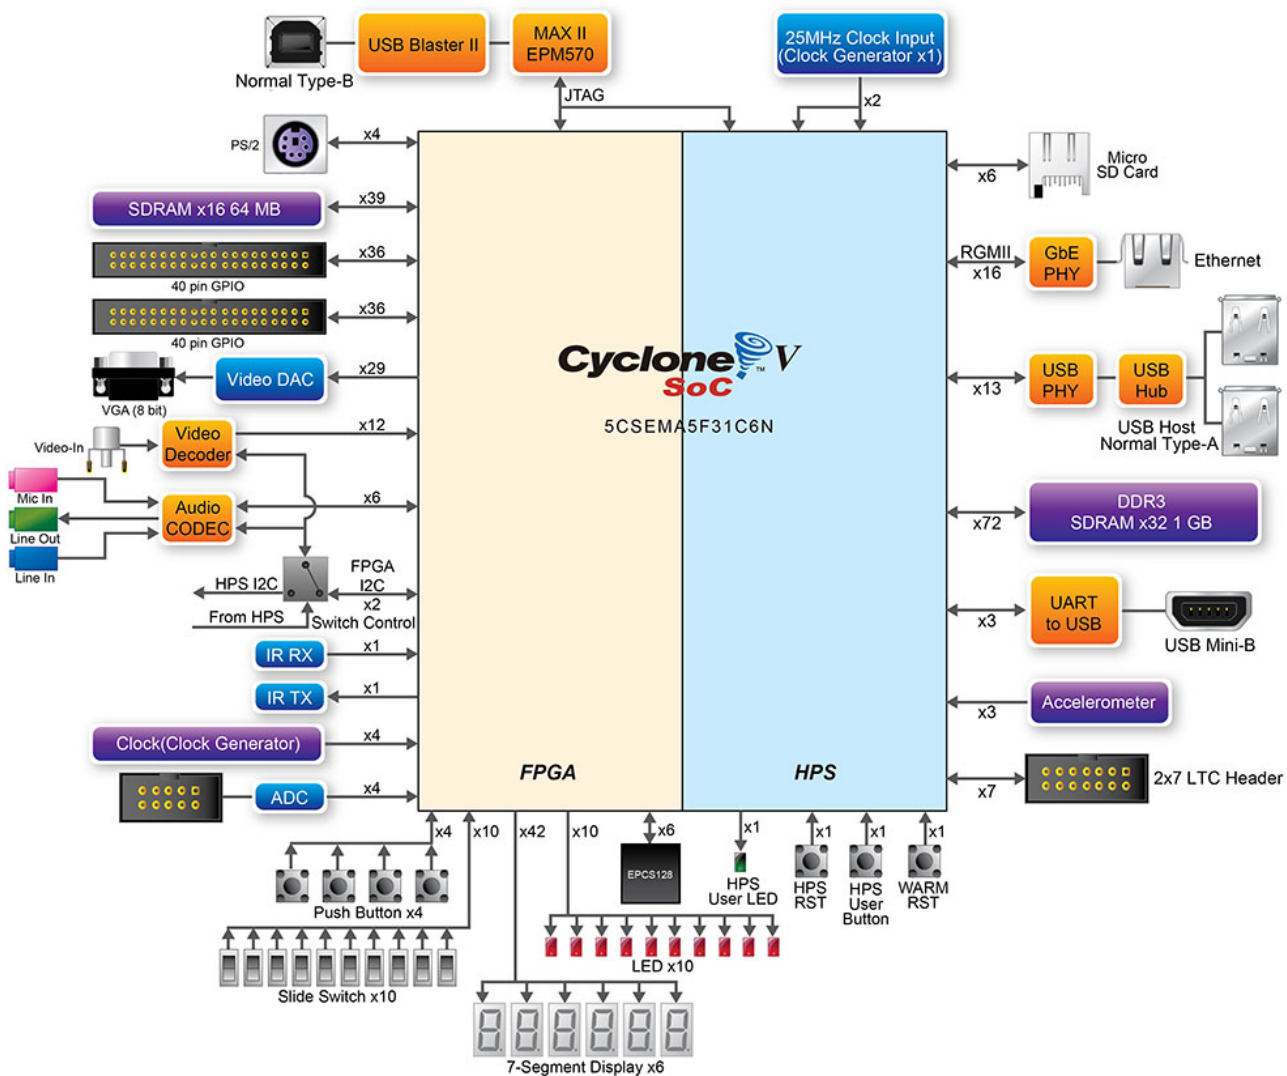 USB Blaster II
MAX II
EPM570
25MHz Clock Input
(Clock Generator x1)
Normal Type-B
JTAG
x2
PS/2
x4
Micro
SD Card
x6
SDRAM x16 64 MB
x39
x36
40 pin GPIO
RGMII
x16
GbE
PHY
Ethernet
x36
40 pin GPIO
Cyclone V
TM
SoC
5CSEMA5F31C6N
Video DAC
x29
VGA (8 bit)
x13
USB
PHY
USB
Hub
USB Host
Normal Type-A
Video-In
Video
Decoder
x12
Mic In
Line Out
Line In
Audio
CODEC
x6
DDR3
SDRAM x32 1 GB
x72
HPS I2C
From HPS
FPGA
I2C
x2
Switch Control
x3
UART
to USB
USB Mini-B
IR RX
x1
IR TX
x1
x3
Accelerometer
Clock(Clock Generator)
x4
FPGA
HPS
ADC
x4
x7
2x7 LTC Header
x4
x10
x42
x10
x6
x1
x1
x1
x1
EPCS128
HPS
User LED
HPS
RST
HPS
User
Button
WARM
RST
Push Button x4
LED x10
Slide Switch x10
7-Segment Display x6